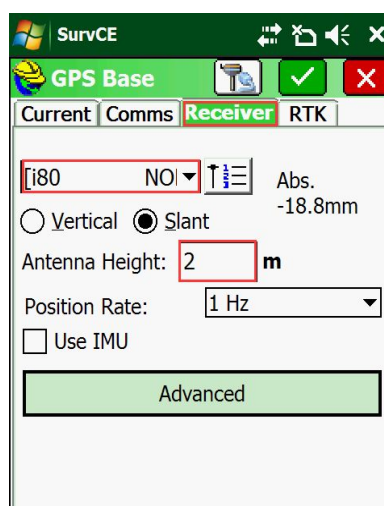 SurvCE
GPS Base
Current Comms Receiver RTK
[i80 NO
Abs.
-18.8mm
Vertical Slant
Antenna Height: 2 m
Position Rate: 1 Hz
Use IMU
Advanced